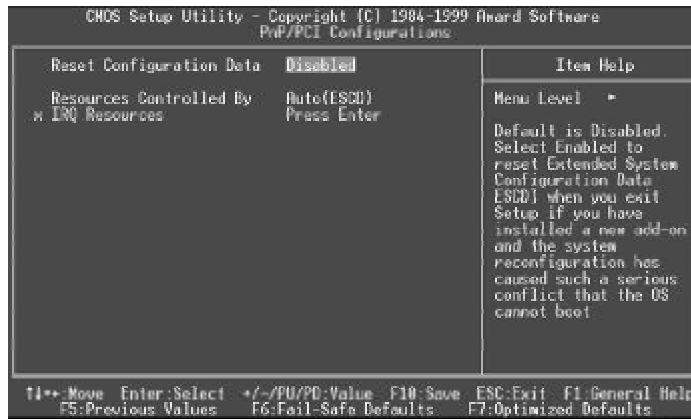 CMOS Setup Utility - Copyright (C) 1984-1999 Award Software
PnP/PCI Configurations
Reset Configuration Data Disabled
Resources Controlled By Auto(ESCD)
x IRQ Resources Press Enter
Item Help
Menu Level ►
Default is Disabled.
Select Enabled to
reset Extended System
Configuration Data
ESCD) when you exit
Setup if you have
installed a new add-on
and the system
reconfiguration has
caused such a serious
conflict that the OS
cannot boot
↑↓→←:Move Enter:Select +/-/PU/PD:Value F10:Save ESC:Exit F1:General Help
F5:Previous Values F6:Fail-Safe Defaults F7:Optimized Defaults